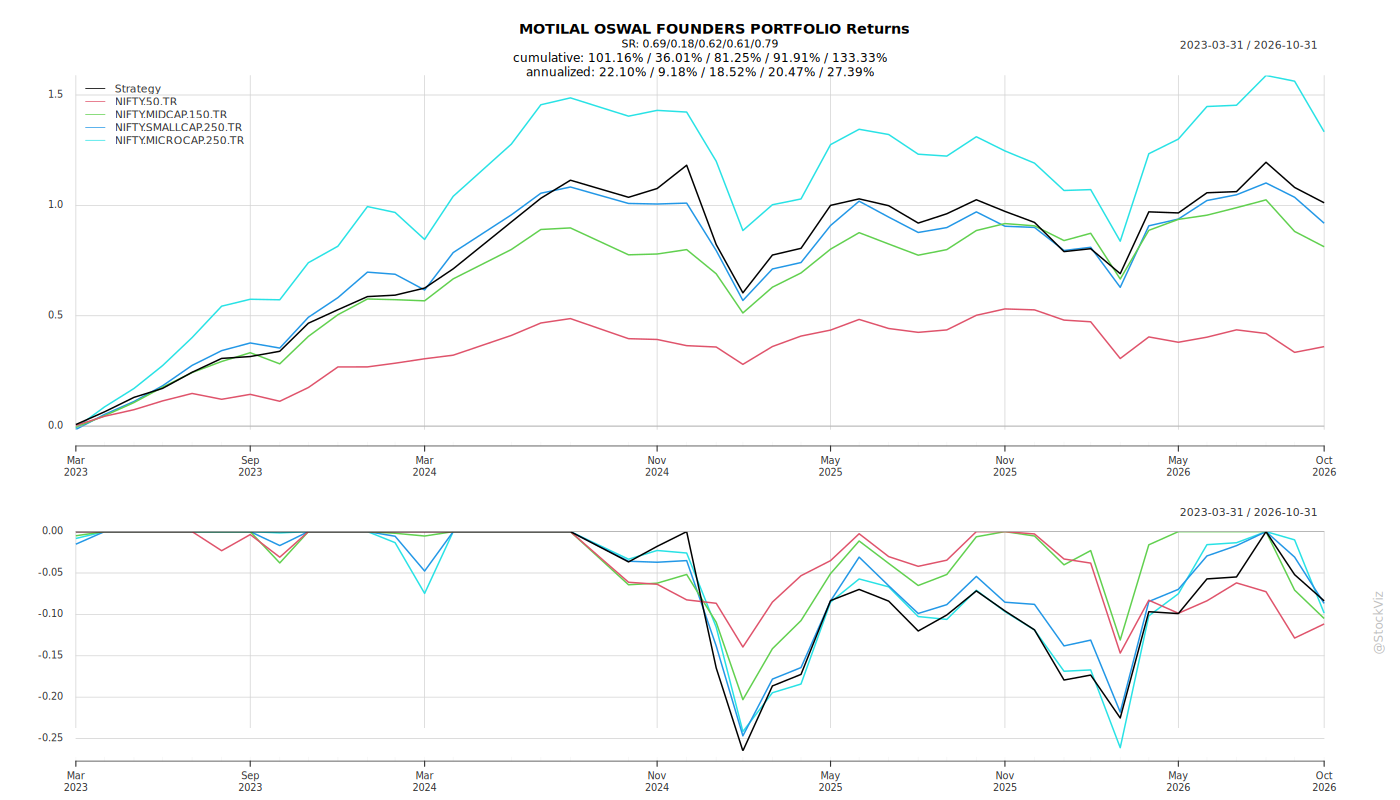 MOTILAL OSWAL FOUNDERS PORTFOLIO Returns
SR: 0.69/0.18/0.62/0.61/0.79
cumulative: 101.16% / 36.01% / 81.25% / 91.91% / 133.33%
annualized: 22.10% / 9.18% / 18.52% / 20.47% / 27.39%
2023-03-31 / 2026-10-31
Strategy
NIFTY.50.TR
NIFTY.MIDCAP.150.TR
NIFTY.SMALLCAP.250.TR
NIFTY.MICROCAP.250.TR
1.5
1.0
0.5
0.0
Mar Sep Mar Nov May Nov May Oct
2023 2023 2024 2024 2025 2025 2026 2026
2023-03-31 / 2026-10-31
0.00
-0.05
-0.10
-0.15
-0.20
-0.25
Mar Sep Mar Nov May Nov May Oct
2023 2023 2024 2024 2025 2025 2026 2026
@StockViz